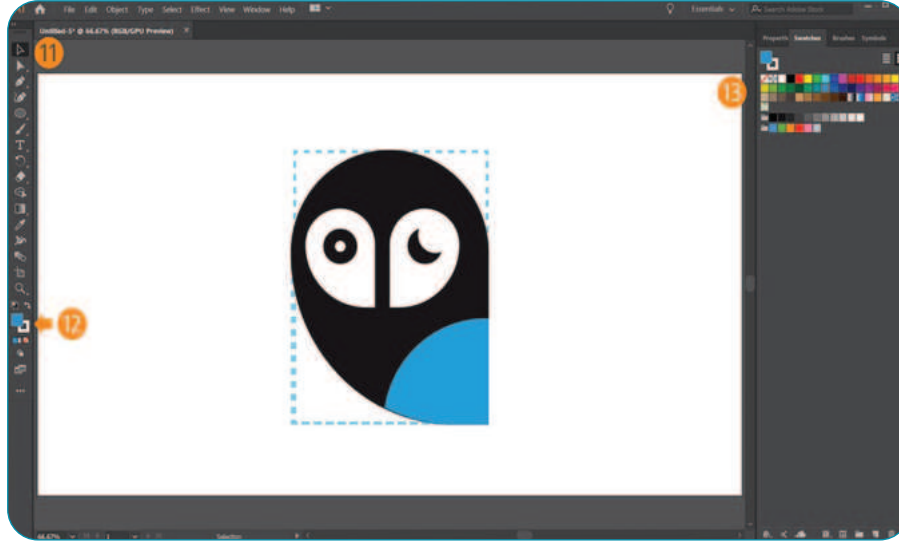 File Edit Object Type Select Effect View Window Help
Essentials
Search Adobe Stock
Untitled-5* @ 66.67% (RGB/GPU Preview) ×
11
Swatches Brushes Symbols
13
T
12
66.67% 1 Selection